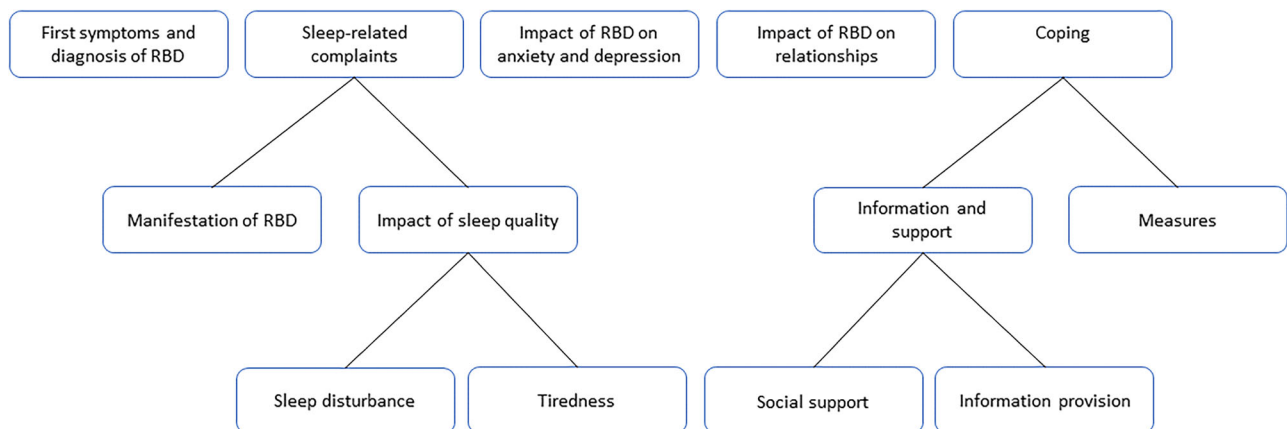 First symptoms and
diagnosis of RBD
Sleep-related
complaints
Impact of RBD on
anxiety and depression
Impact of RBD on
relationships
Coping
Manifestation of RBD
Impact of sleep quality
Information and
support
Measures
Sleep disturbance
Tiredness
Social support
Information provision